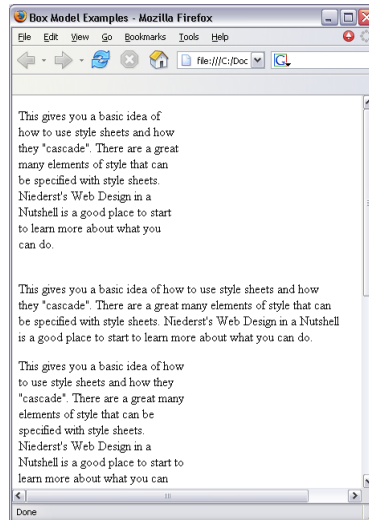 Box Model Examples - Mozilla Firefox
File Edit View Go Bookmarks Tools Help
file:///C:/Doc G
This gives you a basic idea of
how to use style sheets and how
they "cascade". There are a great
many elements of style that can
be specified with style sheets.
Niederst's Web Design in a
Nutshell is a good place to start
to learn more about what you
can do.
This gives you a basic idea of how to use style sheets and how
they "cascade". There are a great many elements of style that can
be specified with style sheets. Niederst's Web Design in a Nutshell
is a good place to start to learn more about what you can do.
This gives you a basic idea of how
to use style sheets and how they
"cascade". There are a great many
elements of style that can be
specified with style sheets.
Niederst's Web Design in a
Nutshell is a good place to start to
learn more about what you can
Done